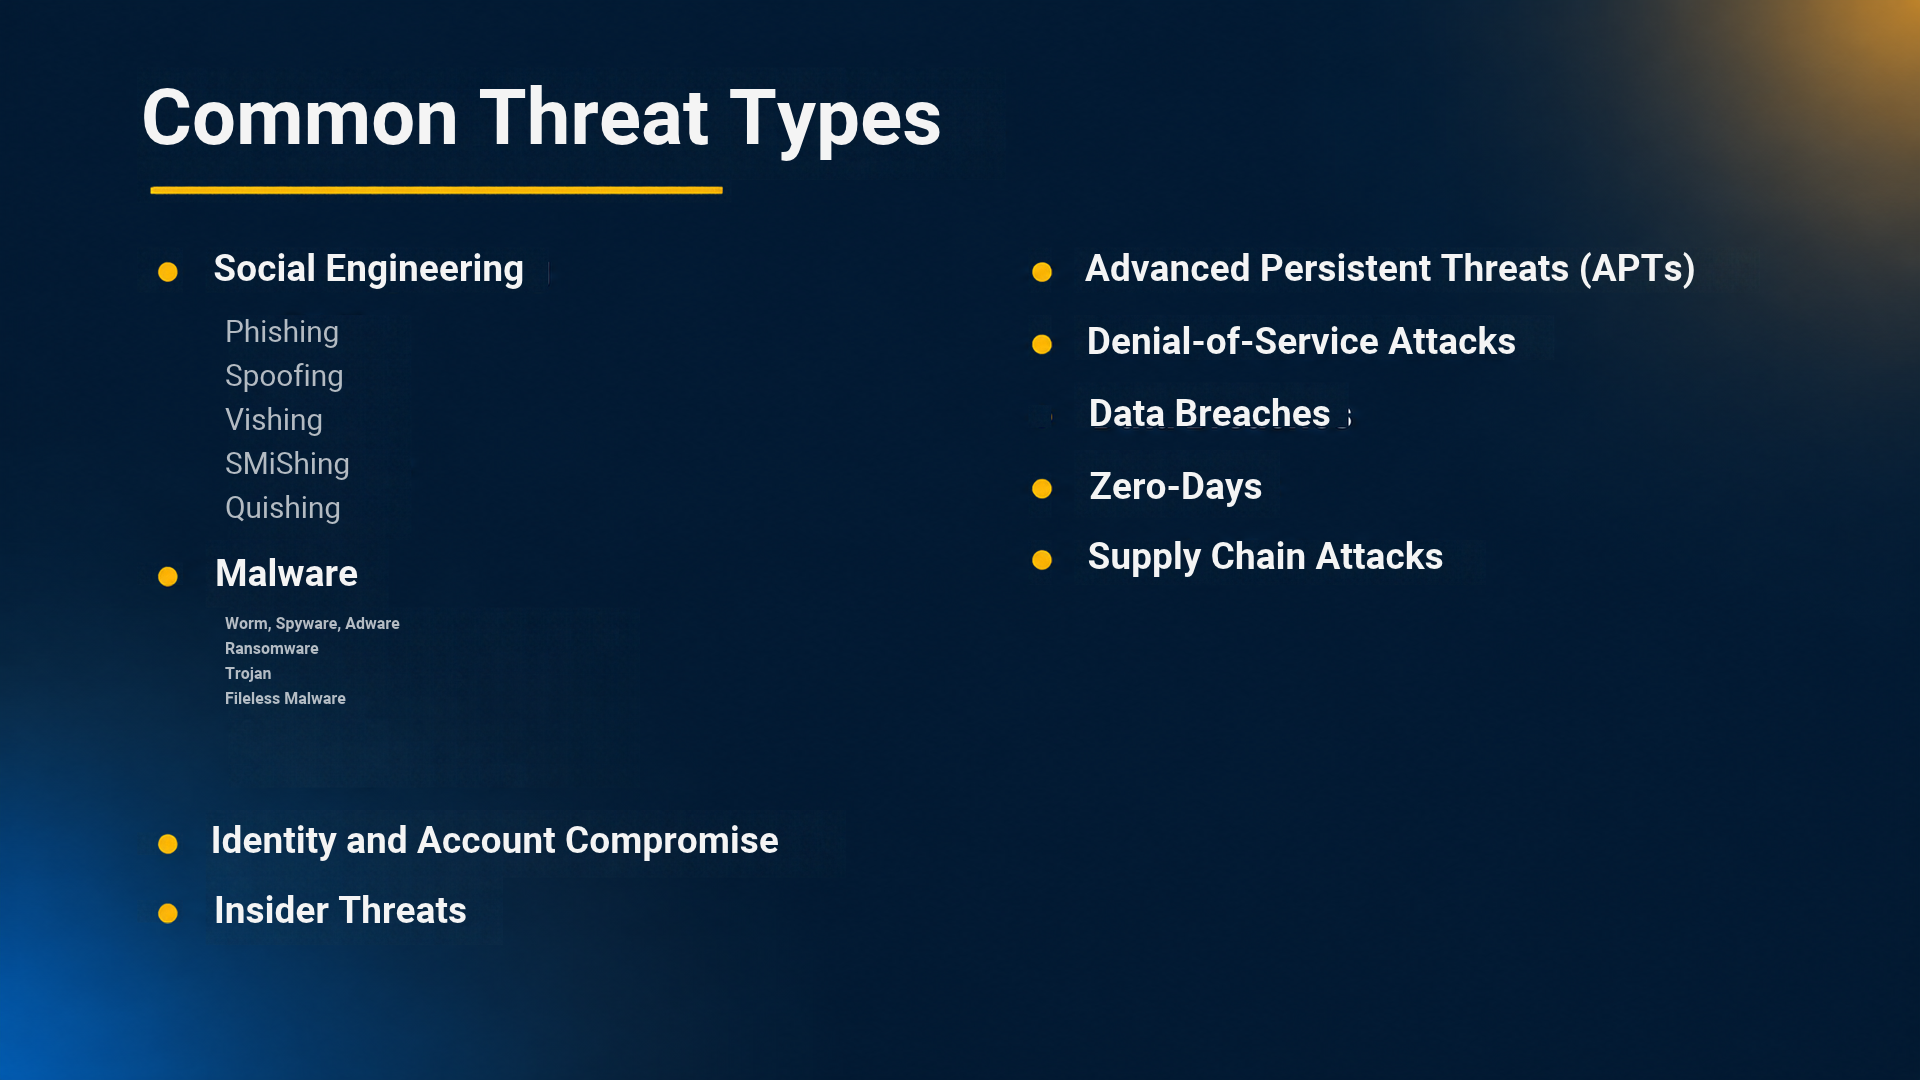 Common Threat Types
Social Engineering
Phishing
Spoofing
Vishing
SMiShing
Quishing
Malware
Worm, Spyware, Adware
Ransomware
Trojan
Fileless Malware
Identity and Account Compromise
Insider Threats
Advanced Persistent Threats (APTs)
Denial-of-Service Attacks
Data Breaches
Zero-Days
Supply Chain Attacks